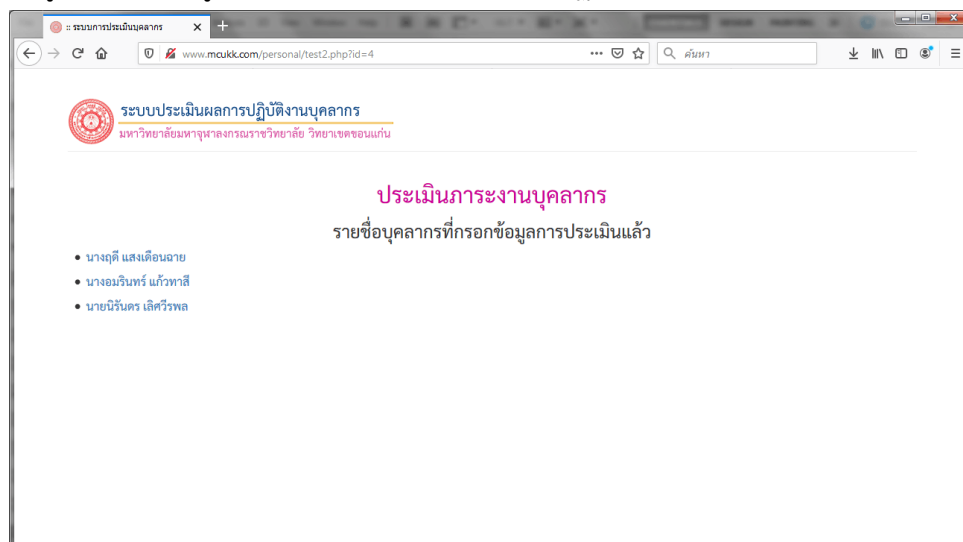 :: ระบบการประเมินบุคลากร
www.mcukk.com/personal/test2.php?id=4
ค้นหา
ระบบประเมินผลการปฏิบัติงานบุคลากร
มหาวิทยาลัยมหาจุฬาลงกรณราชวิทยาลัย วิทยาเขตขอนแก่น
ประเมินภาระงานบุคลากร
รายชื่อบุคลากรที่กรอกข้อมูลการประเมินแล้ว
นางฤดี แสงเดือนฉาย
นางอมรินทร์ แก้วทาสี
นายนิรันดร เลิศวีรพล